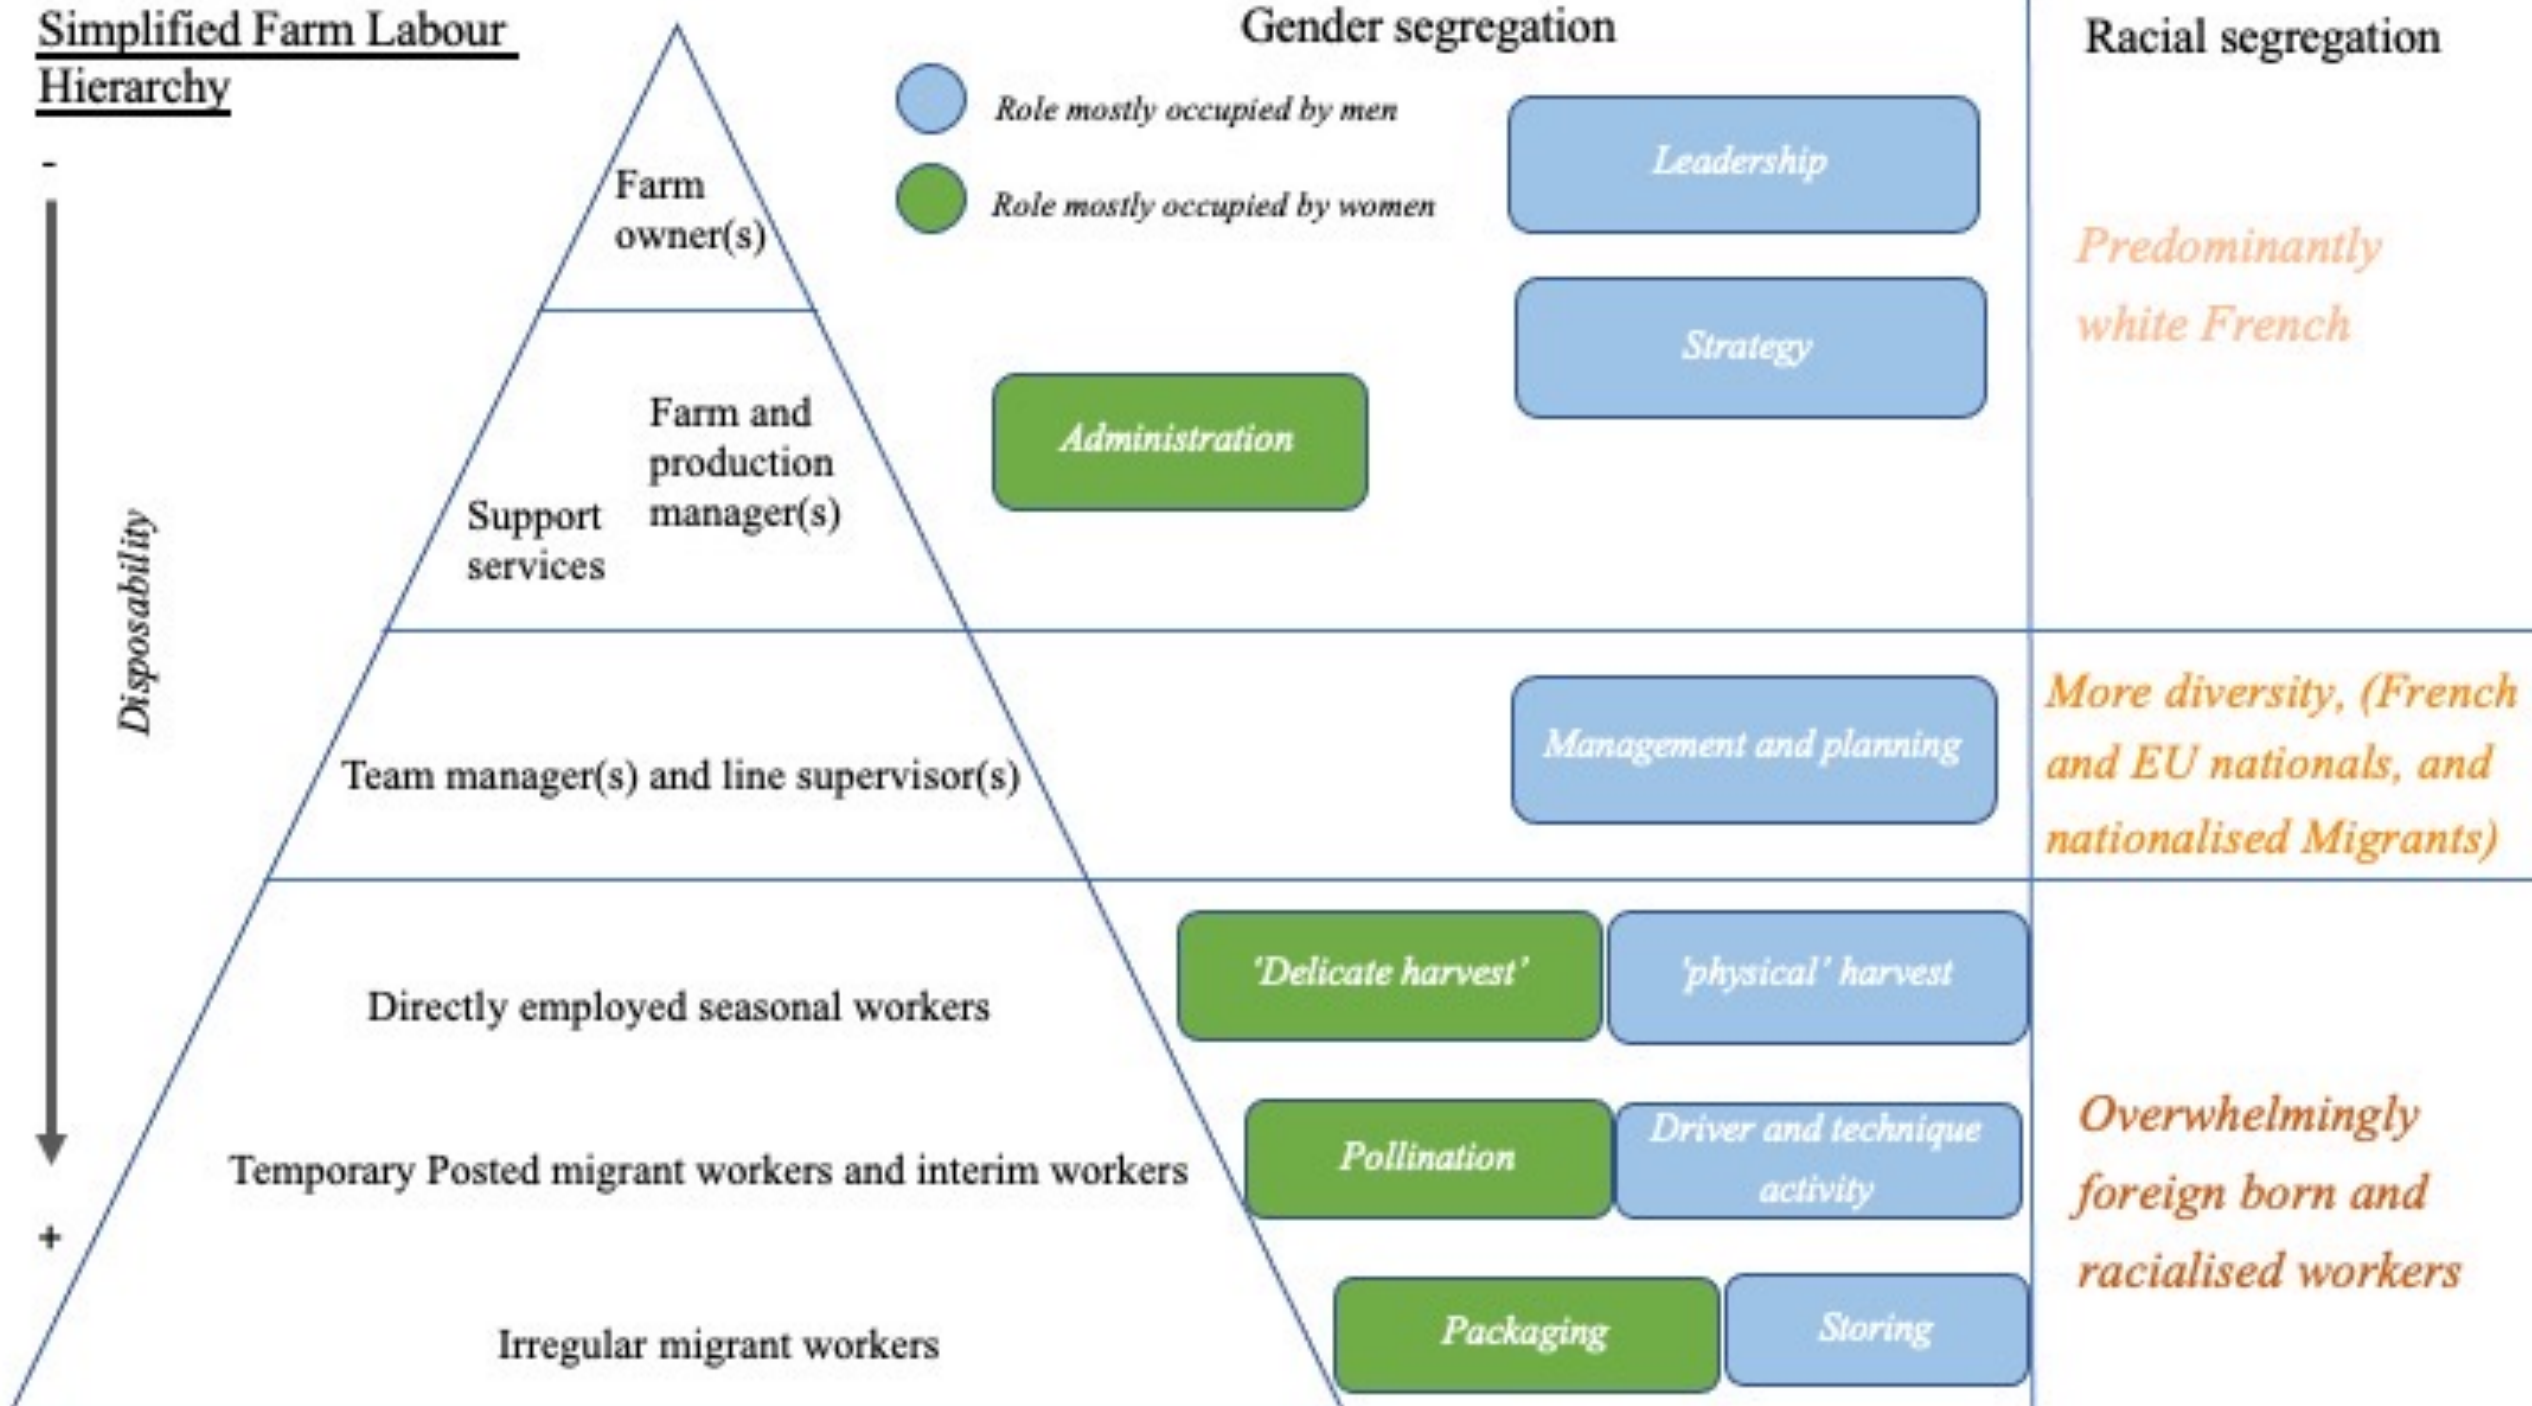 Simplified Farm Labour
Hierarchy
-
Disposability
+
Farm
owner(s)
Farm and
production
manager(s)
Support
services
Team manager(s) and line supervisor(s)
Directly employed seasonal workers
Temporary Posted migrant workers and interim workers
Irregular migrant workers
Gender segregation
Role mostly occupied by men
Role mostly occupied by women
Leadership
Strategy
Administration
Management and planning
‘Delicate harvest’
'physical' harvest
Pollination
Driver and technique
activity
Packaging
Storing
Racial segregation
Predominantly
white French
More diversity, (French
and EU nationals, and
nationalised Migrants)
Overwhelmingly
foreign born and
racialised workers